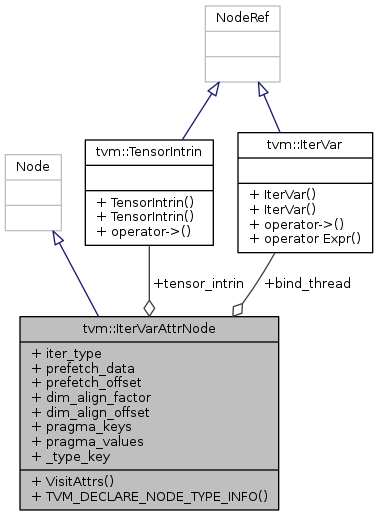 NodeRef
tvm::TensorIntrin
+ TensorIntrin()
+ TensorIntrin()
+ operator->()
tvm::IterVar
+ IterVar()
+ IterVar()
+ operator->()
+ operator Expr()
Node
+tensor_intrin
+bind_thread
tvm::IterVarAttrNode
+ iter_type
+ prefetch_data
+ prefetch_offset
+ dim_align_factor
+ dim_align_offset
+ pragma_keys
+ pragma_values
+ _type_key
+ VisitAttrs()
+ TVM_DECLARE_NODE_TYPE_INFO()